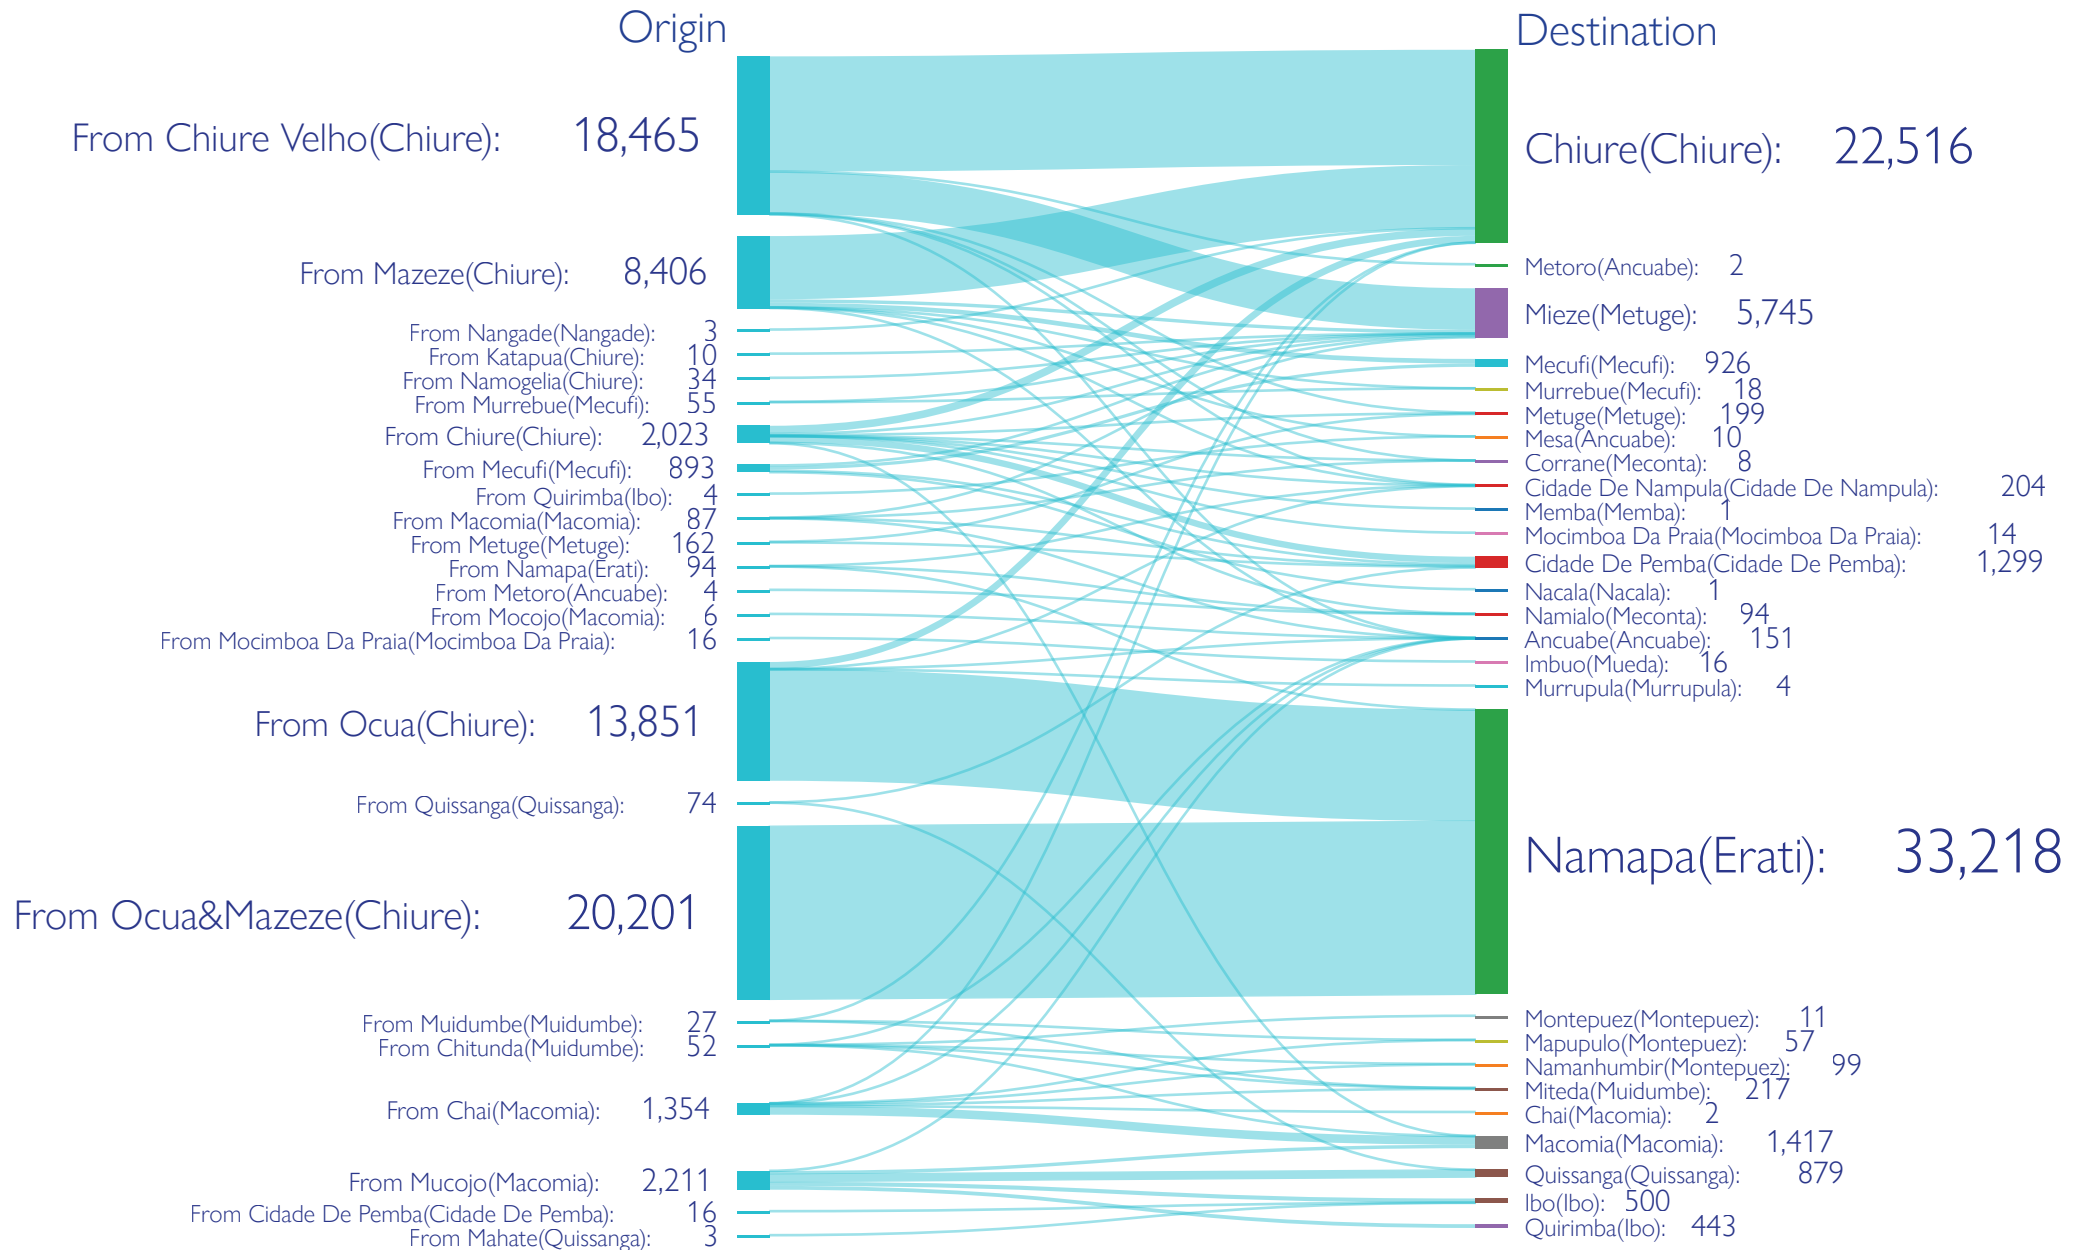 Origin
From Chiure Velho(Chiure): 18,465
From Mazeze(Chiure): 8,406
From Nangade(Nangade): 3
From Katapua(Chiure): 10
From Namogelia(Chiure): 34
From Murrebue(Mecufi): 55
From Chiure(Chiure): 2,023
From Mecufi(Mecufi): 893
From Quirimba(Ibo): 4
From Macomia(Macomia): 87
From Metuge(Metuge): 162
From Namapa(Erati): 94
From Metoro(Ancuabe): 4
From Mocojo(Macomia): 6
From Mocimboa Da Praia(Mocimboa Da Praia): 16
From Ocua(Chiure): 13,851
From Quissanga(Quissanga): 74
From Ocua&Mazeze(Chiure): 20,201
From Muidumbe(Muidumbe): 27
From Chitunda(Muidumbe): 52
From Chai(Macomia): 1,354
From Mucojo(Macomia): 2,211
From Cidade De Pemba(Cidade De Pemba): 16
From Mahate(Quissanga): 3
Destination
Chiure(Chiure): 22,516
Metoro(Ancuabe): 2
Mieze(Metuge): 5,745
Mecufi(Mecufi): 926
Murrebue(Mecufi): 18
Metuge(Metuge): 199
Mesa(Ancuabe): 10
Corrane(Meconta): 8
Cidade De Nampula(Cidade De Nampula): 204
Memba(Memba): 1
Mocimboa Da Praia(Mocimboa Da Praia): 14
Cidade De Pemba(Cidade De Pemba): 1,299
Nacala(Nacala): 1
Namialo(Meconta): 94
Ancuabe(Ancuabe): 151
Imbuo(Mueda): 16
Murrupula(Murrupula): 4
Namapa(Erati): 33,218
Montepuez(Montepuez): 11
Mapupulo(Montepuez): 57
Namanhumbir(Montepuez): 99
Miteda(Muidumbe): 217
Chai(Macomia): 2
Macomia(Macomia): 1,417
Quissanga(Quissanga): 879
Ibo(Ibo): 500
Quirimba(Ibo): 443